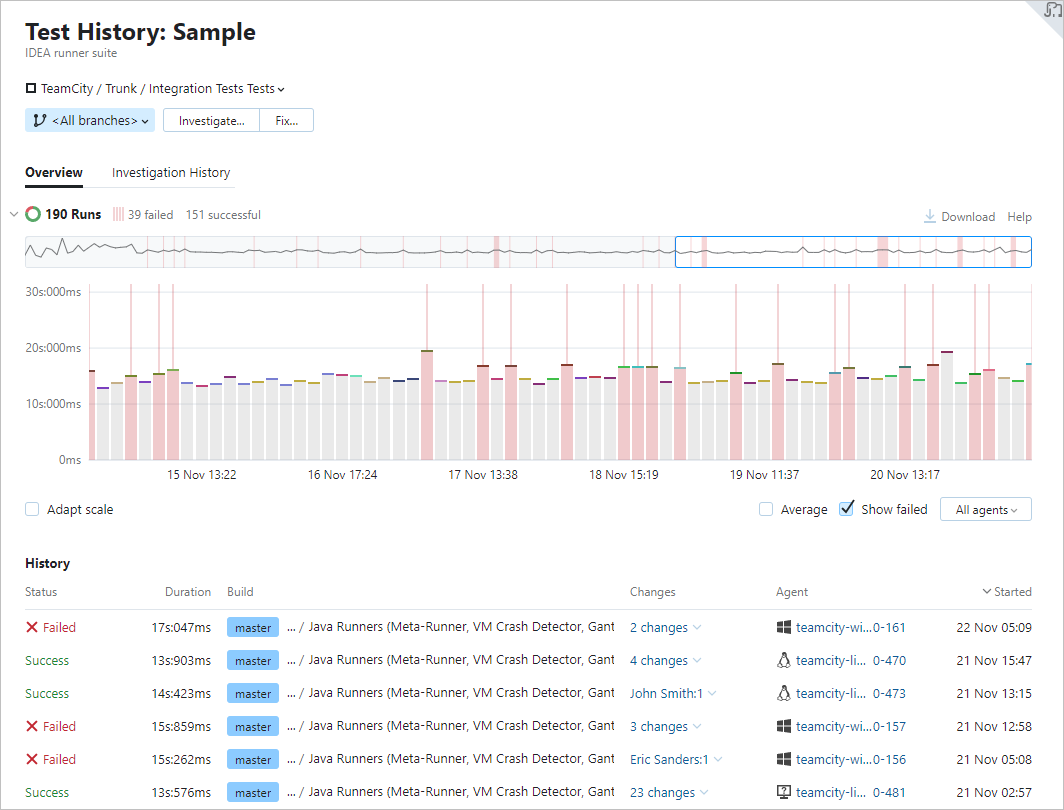 Test History: Sample
IDEA runner suite
TeamCity / Trunk / Integration Tests Tests
<All branches> Investigate... Fix...
Overview Investigation History
190 Runs 39 failed 151 successful Download Help
30s:000ms
20s:000ms
10s:000ms
0ms
15 Nov 13:22 16 Nov 17:24 17 Nov 13:38 18 Nov 15:19 19 Nov 11:37 20 Nov 13:17
Adapt scale Average Show failed All agents
History
Status Duration Build Changes Agent Started
Failed 17s:047ms master ... / Java Runners (Meta-Runner, VM Crash Detector, Gant 2 changes teamcity-wi...0-161 22 Nov 05:09
Success 13s:903ms master ... / Java Runners (Meta-Runner, VM Crash Detector, Gant 4 changes teamcity-li... 0-470 21 Nov 15:47
Success 14s:423ms master ... / Java Runners (Meta-Runner, VM Crash Detector, Gant John Smith:1 teamcity-li... 0-473 21 Nov 13:15
Failed 15s:859ms master ... / Java Runners (Meta-Runner, VM Crash Detector, Gant 3 changes teamcity-wi...0-157 21 Nov 12:58
Failed 15s:262ms master ... / Java Runners (Meta-Runner, VM Crash Detector, Gant Eric Sanders:1 teamcity-wi...0-156 21 Nov 05:08
Success 13s:576ms master ... / Java Runners (Meta-Runner, VM Crash Detector, Gant 23 changes teamcity-li... 0-481 21 Nov 02:57